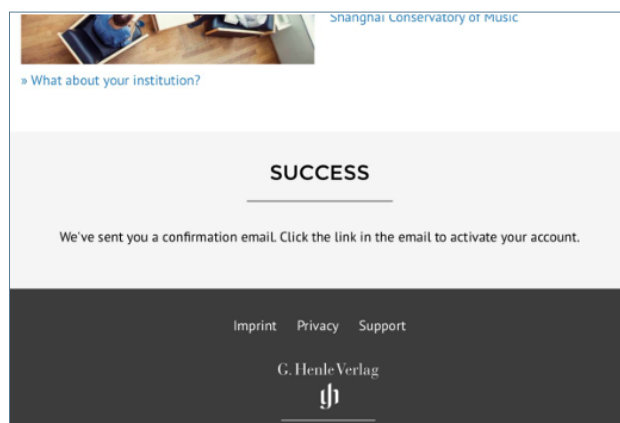 Shanghai Conservatory of Music
» What about your institution?
SUCCESS
We've sent you a confirmation email. Click the link in the email to activate your account.
Imprint Privacy Support
G. Henle Verlag